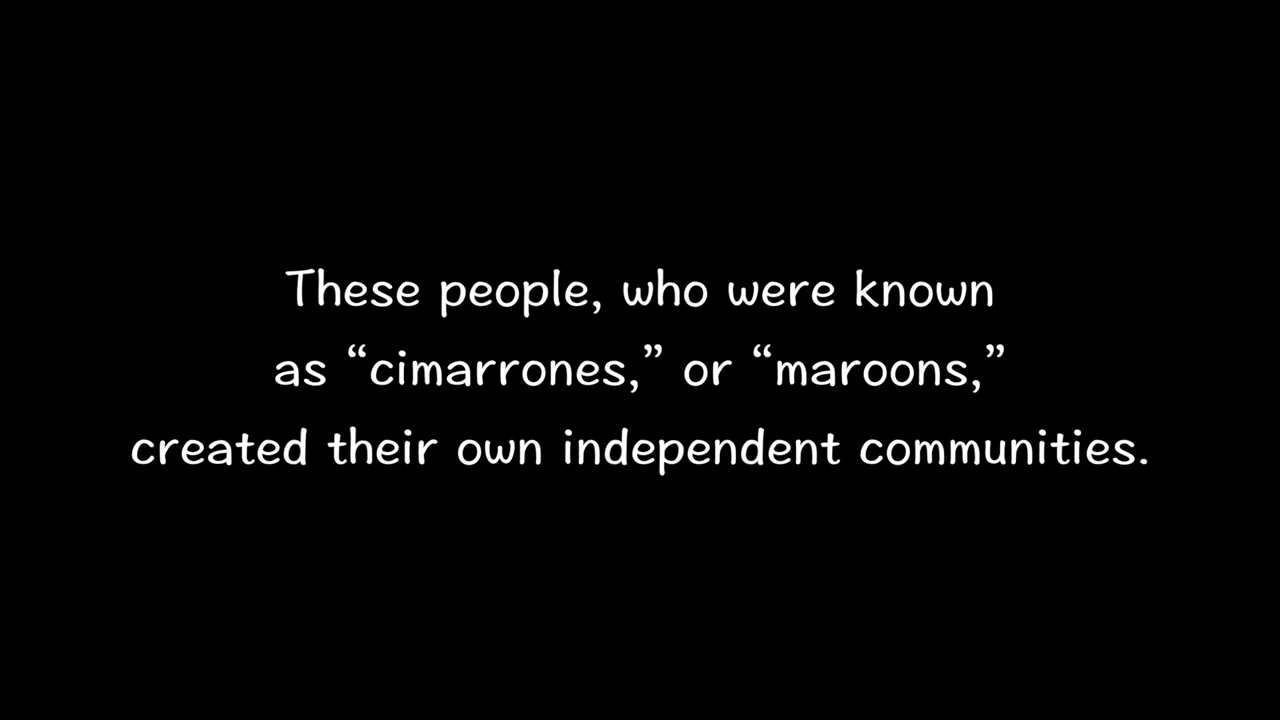 These people, who were known
as “cimarrones,” or “maroons,”
created their own independent communities.